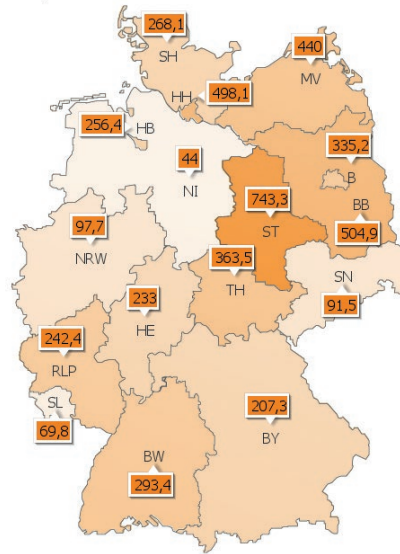 268,1
SH
440
MV
HH
498,1
256,4
HB
335,2
B
44
NI
743,3
ST
BB
504,9
97,7
NRW
363,5
TH
SN
91,5
233
HE
242,4
RLP
SL
69,8
207,3
BY
BW
293,4